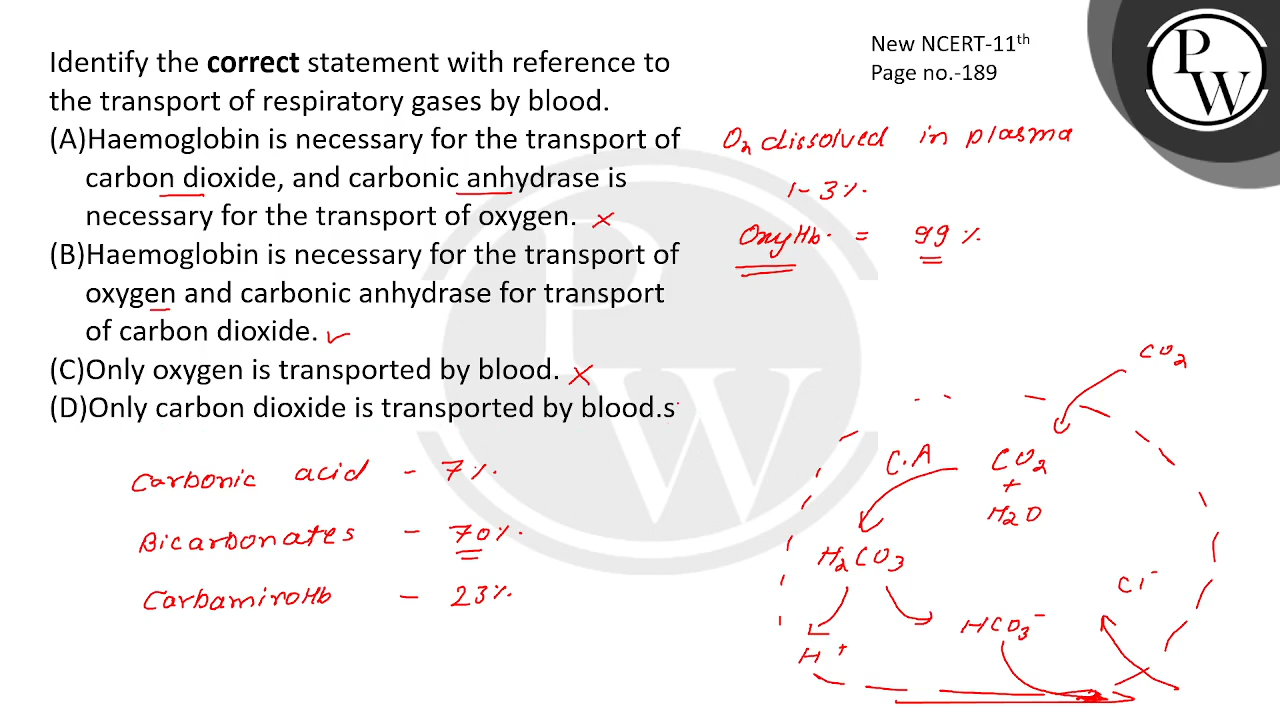 Identify the correct statement with reference to
the transport of respiratory gases by blood.
(A)Haemoglobin is necessary for the transport of
carbon dioxide, and carbonic anhydrase is
necessary for the transport of oxygen. ×
(B)Haemoglobin is necessary for the transport of
oxygen and carbonic anhydrase for transport
of carbon dioxide. ✓
(C)Only oxygen is transported by blood. ×
(D)Only carbon dioxide is transported by blood.s
Carbonic acid - 7%.
Bicarbonates - 70%.
CarbaminoHb - 23%.
New NCERT-11th
Page no.-189
P
W
O2 dissolved in plasma
1-3%.
OxyHb. = 99%
CO2
C.A CO2
+
H2O
H2CO3
Cl-
HCO3-
H+
PW